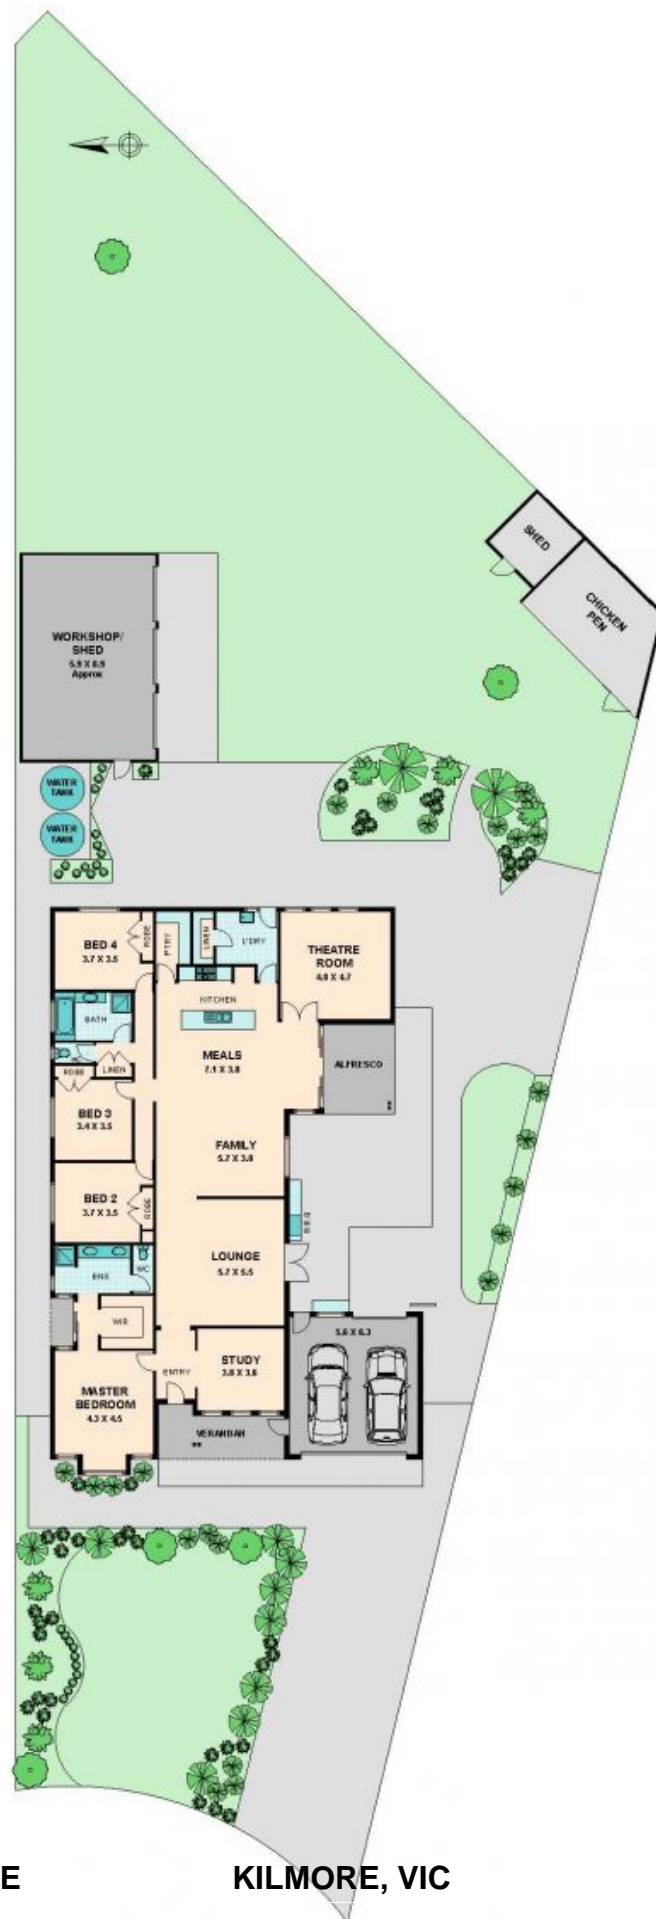 SHED
CHICKEN
PEN
WORKSHOP/
SHED
5.9 X 8.9
Approx
WATER
TANK
WATER
TANK
BED 4
3.7 X 3.5
ROBE
PTRY
LINEN
L'DRY
THEATRE
ROOM
4.8 X 4.7
KITCHEN
BATH
MEALS
7.1 X 3.8
ALFRESCO
ROBE
LINEN
BED 3
3.4 X 3.5
FAMILY
5.7 X 3.8
BED 2
3.7 X 3.5
ROBE
BBQ
LOUNGE
5.7 X 5.5
ENS
WC
WIR
5.6 X 6.3
STUDY
3.8 X 3.6
ENTRY
MASTER
BEDROOM
4.3 X 4.5
VERANDAH
E KILMORE, VIC